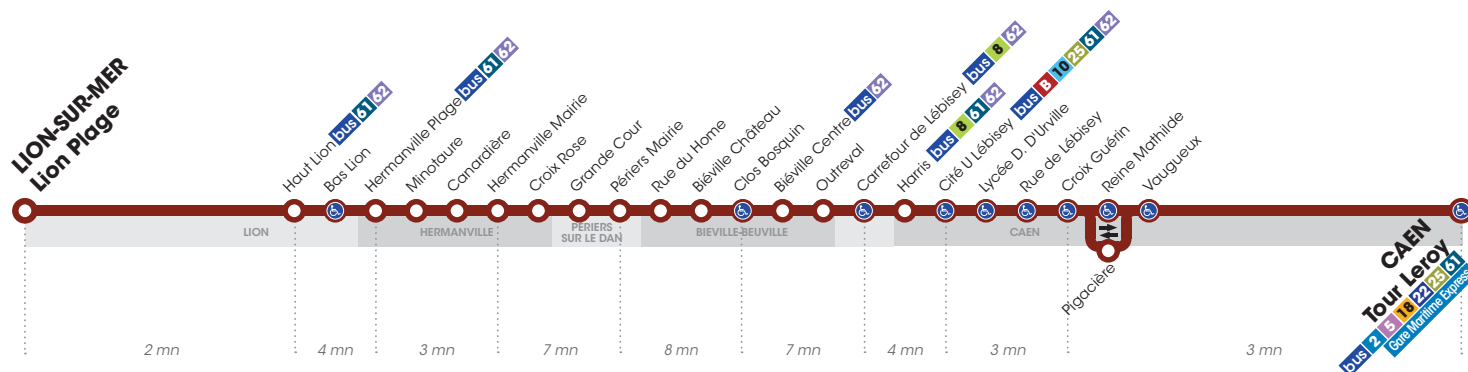 LION-SUR-MER
Lion Plage
Haut Lion bus 61 62
Bas Lion
Hermanville Plage bus 61 62
Minotaure
Canardière
Hermanville Mairie
Croix Rose
Grande Cour
Périers Mairie
Rue du Home
Biéville Château
Clos Bosquin
Biéville Centre bus 62
Outreval
Carrefour de Lébisey bus 8 62
Harris bus 8 61 62
Cité U Lébisey bus B 10 25 61 62
Lycée D. D'Urville
Rue de Lébisey
Croix Guérin
Reine Mathilde
Vaugueux
LION
HERMANVILLE
PÉRIERS
SUR LE DAN
BIEVILLE-BEUVILLE
CAEN
Pigacière
CAEN
Tour Leroy
bus 2 5 18 22 25 61
Gare Maritime Express
2 mn
4 mn
3 mn
7 mn
8 mn
7 mn
4 mn
3 mn
3 mn